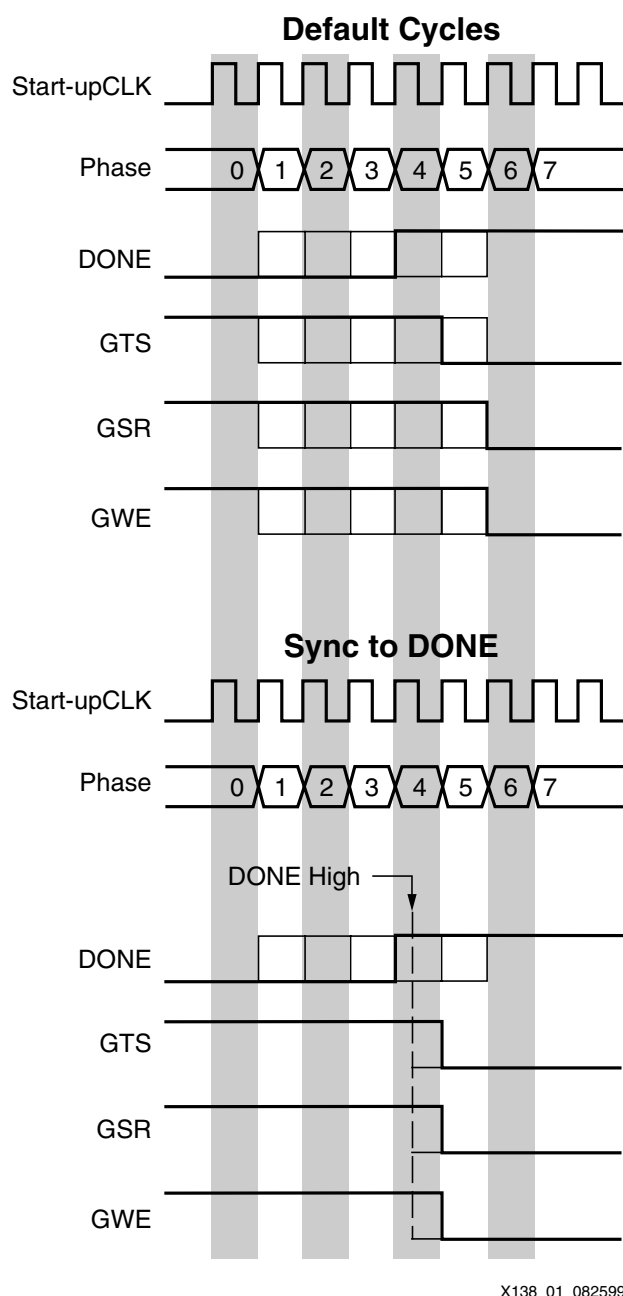 Default Cycles
Start-upCLK
Phase 0 1 2 3 4 5 6 7
DONE
GTS
GSR
GWE
Sync to DONE
Start-upCLK
Phase 0 1 2 3 4 5 6 7
DONE High
DONE
GTS
GSR
GWE
X138_01_082599